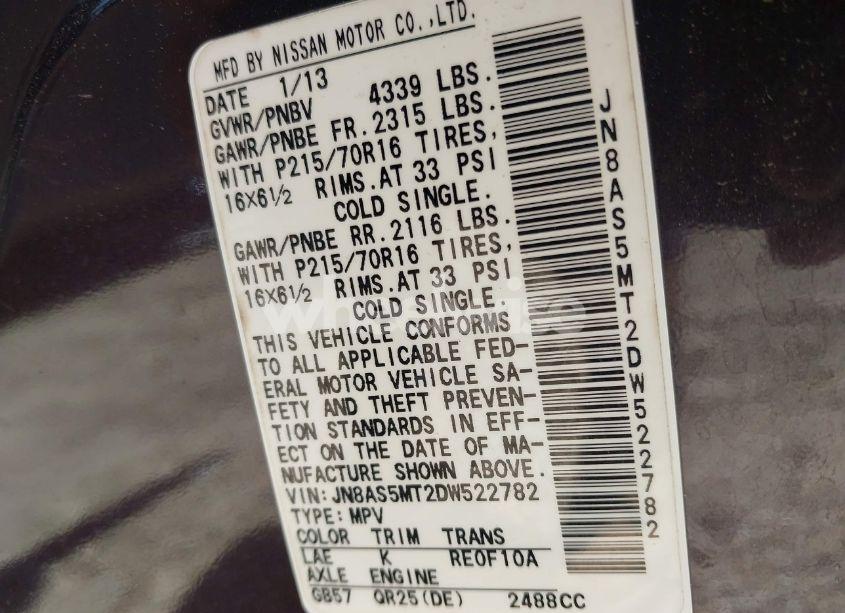 MFD BY NISSAN MOTOR CO.,LTD.
DATE 1/13
GVWR/PNBV 4339 LBS.
GAWR/PNBE FR.2315 LBS.
WITH P215/70R16 TIRES,
16X6½ RIMS.AT 33 PSI
COLD SINGLE.
GAWR/PNBE RR.2116 LBS.
WITH P215/70R16 TIRES,
16X6½ RIMS.AT 33 PSI
COLD SINGLE.
THIS VEHICLE CONFORMS
TO ALL APPLICABLE FED-
ERAL MOTOR VEHICLE SA-
FETY AND THEFT PREVEN-
TION STANDARDS IN EFF-
ECT ON THE DATE OF MA-
NUFACTURE SHOWN ABOVE.
VIN:JN8AS5MT2DW522782
TYPE:MPV
COLOR TRIM TRANS
LAE K RE0F10A
AXLE ENGINE
GB57 QR25(DE) 2488CC
JN8AS5MT2DW522782